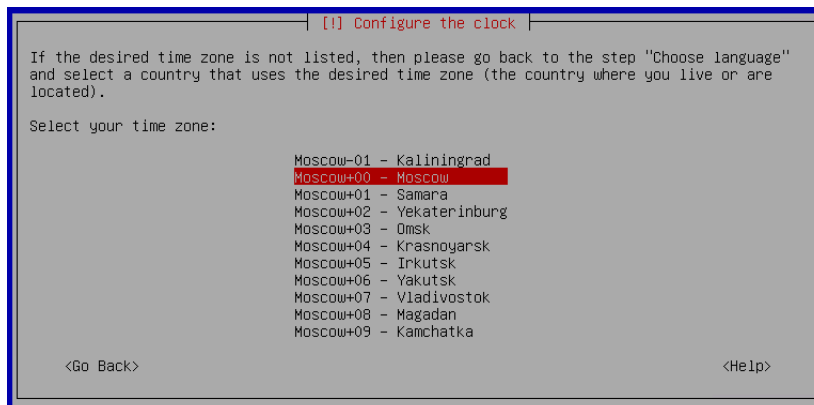 [!] Configure the clock
If the desired time zone is not listed, then please go back to the step "Choose language"
and select a country that uses the desired time zone (the country where you live or are
located).
Select your time zone:
Moscow-01 - Kaliningrad
Moscow+00 - Moscow
Moscow+01 - Samara
Moscow+02 - Yekaterinburg
Moscow+03 - Omsk
Moscow+04 - Krasnoyarsk
Moscow+05 - Irkutsk
Moscow+06 - Yakutsk
Moscow+07 - Vladivostok
Moscow+08 - Magadan
Moscow+09 - Kamchatka
<Go Back> <Help>